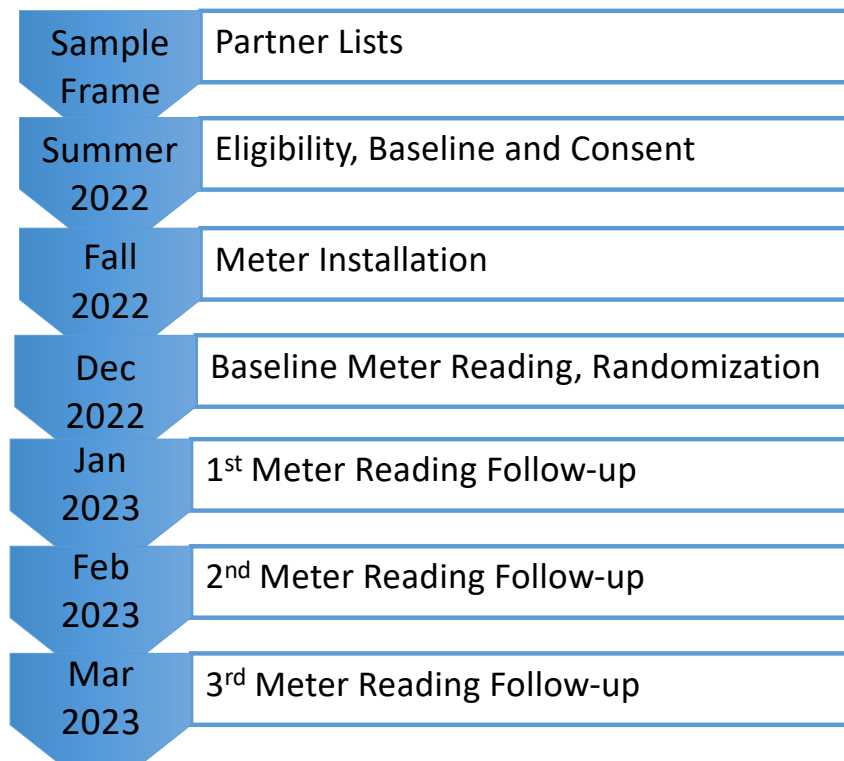 Sample
Frame
Partner Lists
Summer
2022
Eligibility, Baseline and Consent
Fall
2022
Meter Installation
Dec
2022
Baseline Meter Reading, Randomization
Jan
2023
1st Meter Reading Follow-up
Feb
2023
2nd Meter Reading Follow-up
Mar
2023
3rd Meter Reading Follow-up